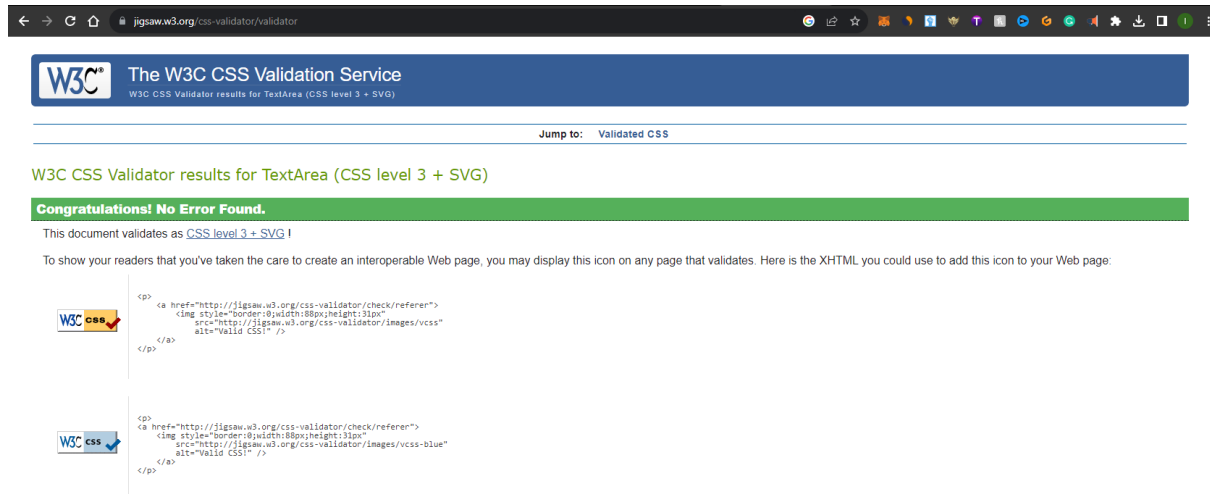 jigsaw.w3.org/css-validator/validator
W3C® The W3C CSS Validation Service
W3C CSS Validator results for TextArea (CSS level 3 + SVG)
Jump to: Validated CSS
W3C CSS Validator results for TextArea (CSS level 3 + SVG)
Congratulations! No Error Found.
This document validates as CSS level 3 + SVG !
To show your readers that you've taken the care to create an interoperable Web page, you may display this icon on any page that validates. Here is the XHTML you could use to add this icon to your Web page:
W3C css
<p>
<a href="http://jigsaw.w3.org/css-validator/check/referer">
<img style="border:0;width:88px;height:31px"
src="http://jigsaw.w3.org/css-validator/images/vcss"
alt="Valid CSS!" />
</a>
</p>
W3C css
<p>
<a href="http://jigsaw.w3.org/css-validator/check/referer">
<img style="border:0;width:88px;height:31px"
src="http://jigsaw.w3.org/css-validator/images/vcss-blue"
alt="Valid CSS!" />
</a>
</p>